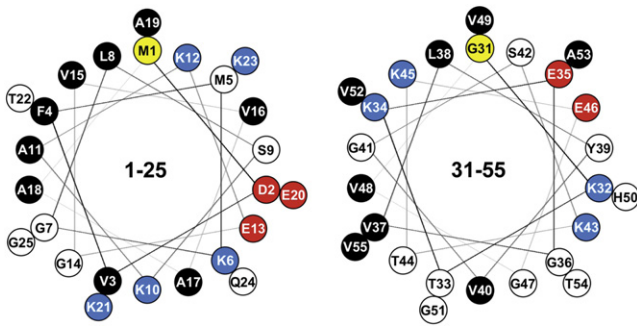 A19
M1
L8
K12
K23
V15
M5
T22
F4
V16
A11
S9
1-25
A18
D2
E20
G7
E13
G25
G14
K6
V3
A17
Q24
K21
K10
V49
G31
S42
L38
A53
K45
E35
V52
K34
E46
G41
Y39
31-55
V48
K32
H50
V37
K43
V55
T44
G36
T33
G47
T54
V40
G51